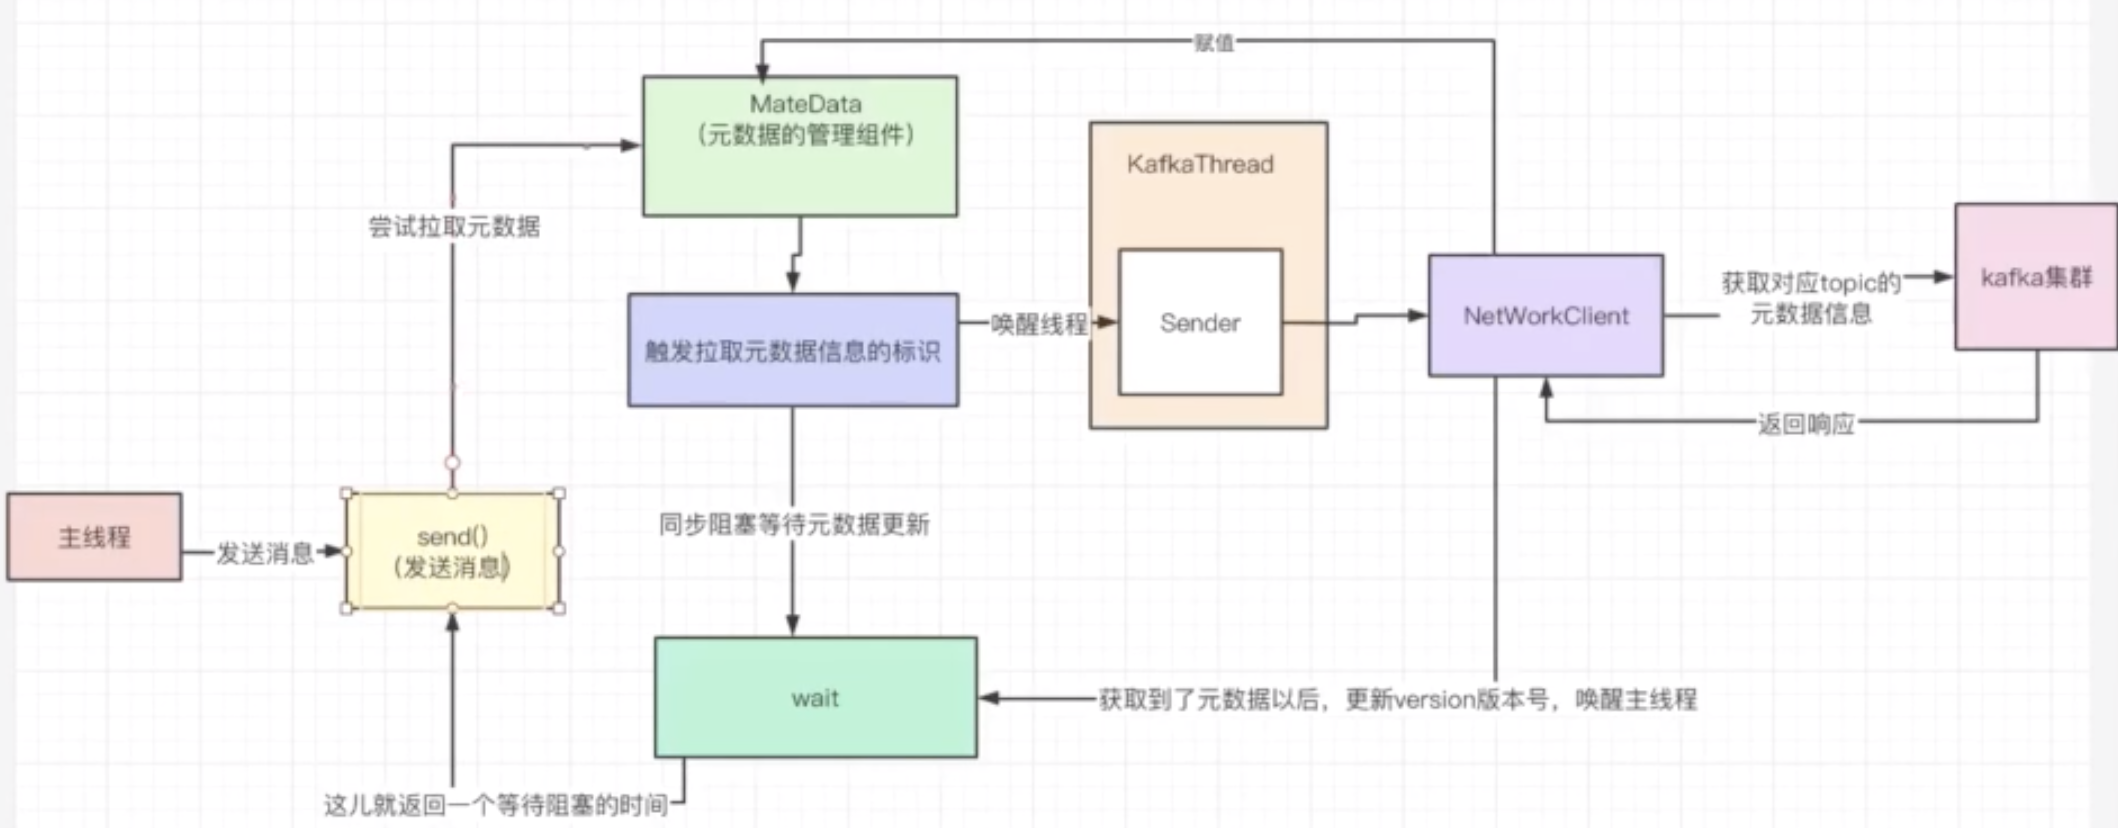 赋值
MateData
（元数据的管理组件）
KafkaThread
尝试拉取元数据
获取对应topic的
元数据信息
kafka集群
唤醒线程
Sender
NetWorkClient
触发拉取元数据信息的标识
返回响应
同步阻塞等待元数据更新
主线程
发送消息
send()
（发送消息）
wait
获取到了元数据以后，更新version版本号，唤醒主线程
这儿就返回一个等待阻塞的时间